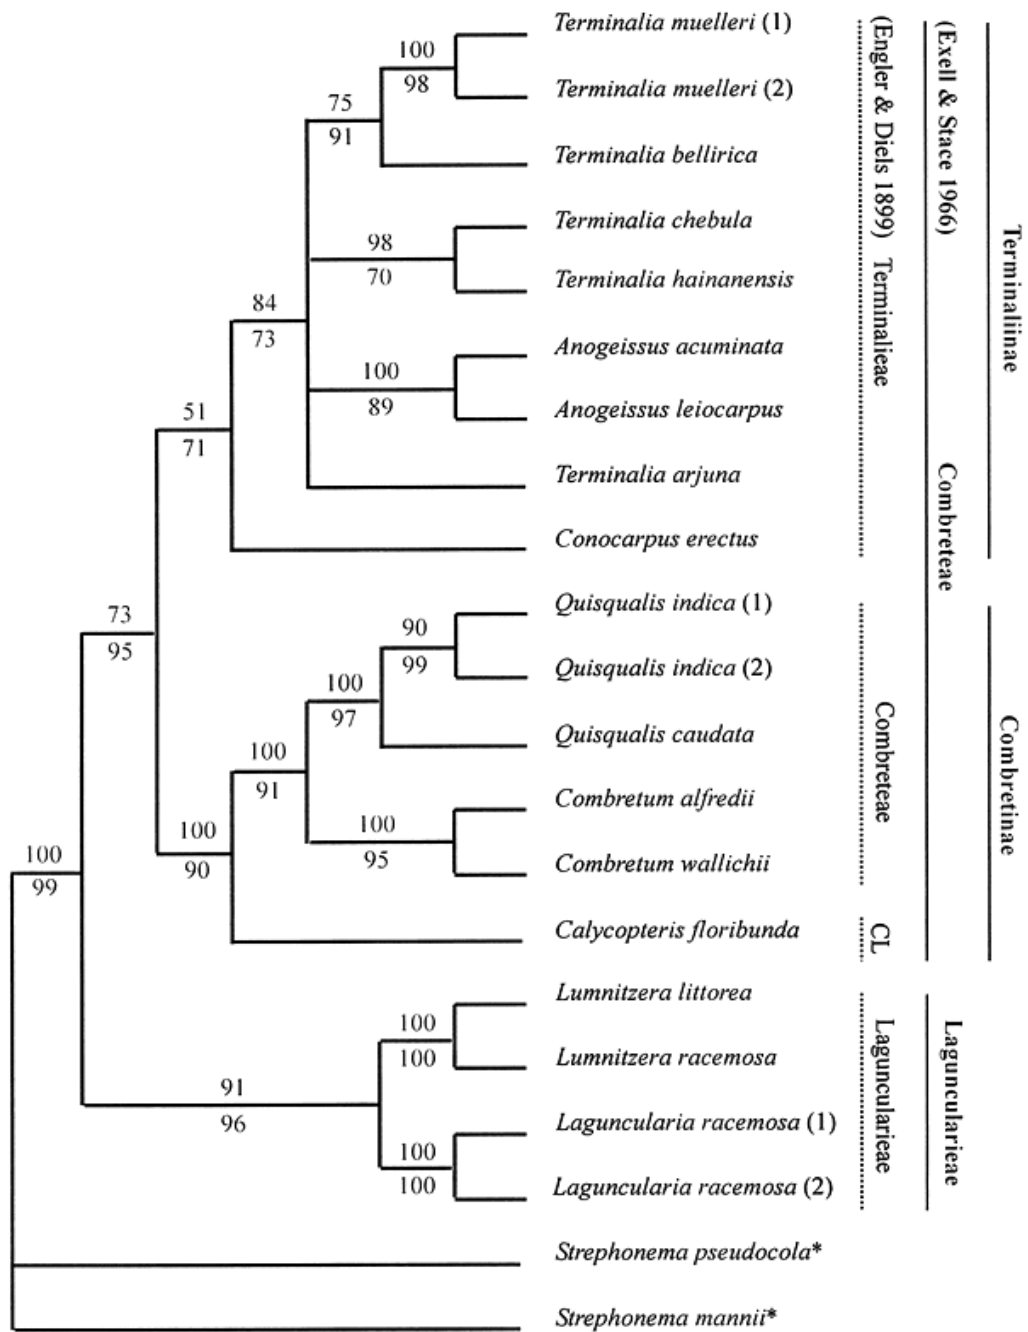 Terminalia muelleri (1)
100
98
Terminalia muelleri (2)
75
91
Terminalia bellirica
Terminalia chebula
98
70
Terminalia hainanensis
84
73
Anogeissus acuminata
100
89
Anogeissus leiocarpus
51
71
Terminalia arjuna
Conocarpus erectus
Quisqualis indica (1)
73
95
90
99
Quisqualis indica (2)
100
97
Quisqualis caudata
100
91
Combretum alfredii
100
95
100
90
Combretum wallichii
100
99
Calycopteris floribunda
Lumnitzera littorea
100
100
Lumnitzera racemosa
91
96
Laguncularia racemosa (1)
100
100
Laguncularia racemosa (2)
Strephonema pseudocola*
Strephonema mannii*
(Engler & Diels 1899) Terminalieae
Combreteae
CL
Laguncularieae
(Exell & Stace 1966)
Combreteae
Laguncularieae
Terminaliinae
Combretinae